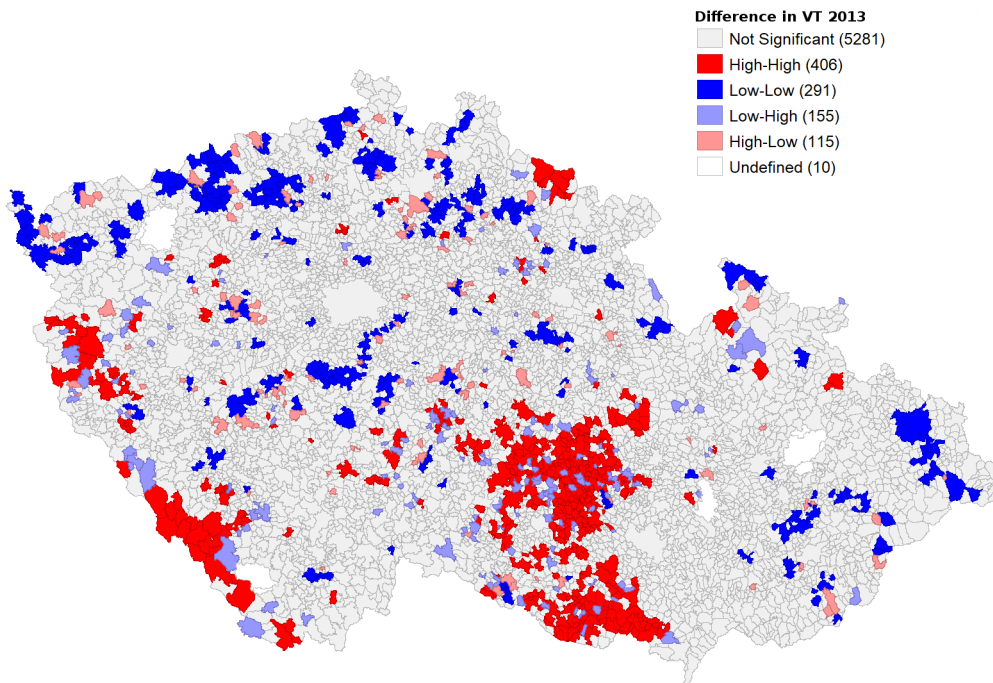 Difference in VT 2013
Not Significant (5281)
High-High (406)
Low-Low (291)
Low-High (155)
High-Low (115)
Undefined (10)